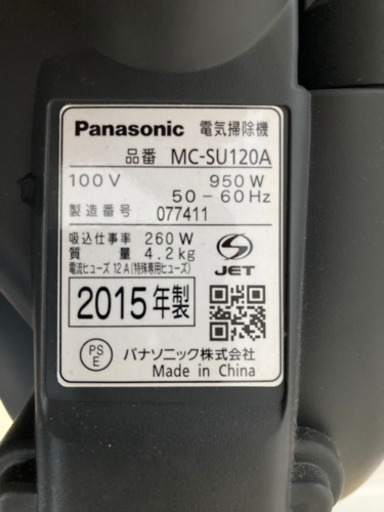 Panasonic 電気掃除機
品番 MC-SU120A
100V 950W
50-60Hz
製造番号 077411
吸込仕事率 260W
質量 4.2kg
電流ヒューズ 12A(特殊専用ヒューズ)
S
JET
2015年製
PS
E
パナソニック株式会社
Made in China